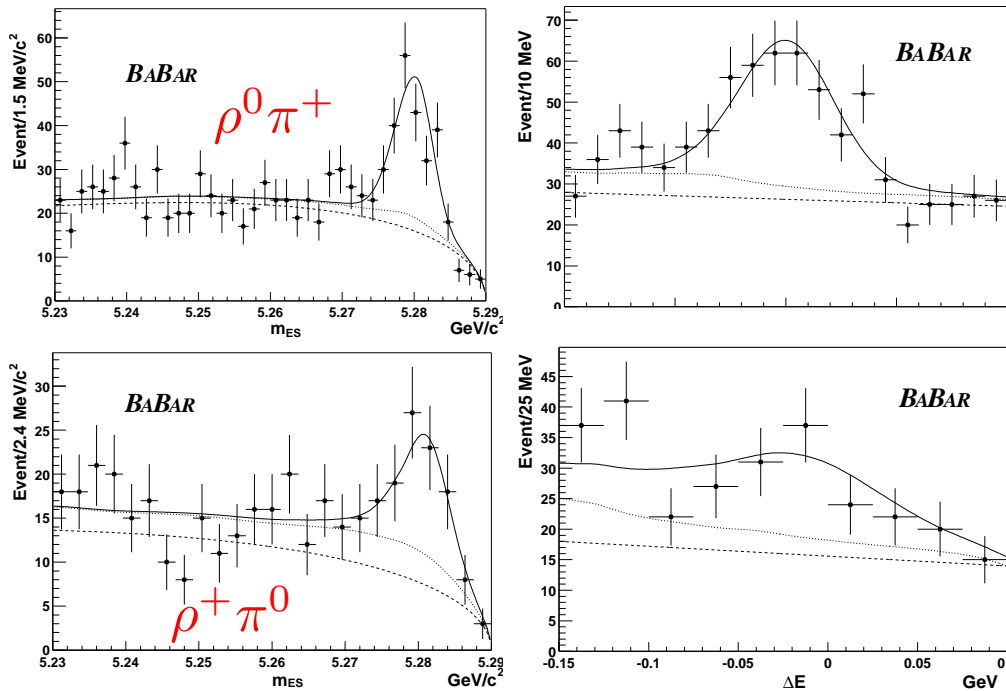 Event/1.5 MeV/c²
60
50
40
30
20
10
0
BABAR
ρ⁰π⁺
5.23 5.24 5.25 5.26 5.27 5.28 5.29
m_ES
GeV/c²
Event/10 MeV
70
60
50
40
30
20
10
0
BABAR
Event/2.4 MeV/c²
30
25
20
15
10
5
0
BABAR
ρ⁺π⁰
5.23 5.24 5.25 5.26 5.27 5.28 5.29
m_ES
GeV/c²
Event/25 MeV
45
40
35
30
25
20
15
10
5
0
BABAR
-0.15 -0.1 -0.05 0 0.05
ΔE
GeV